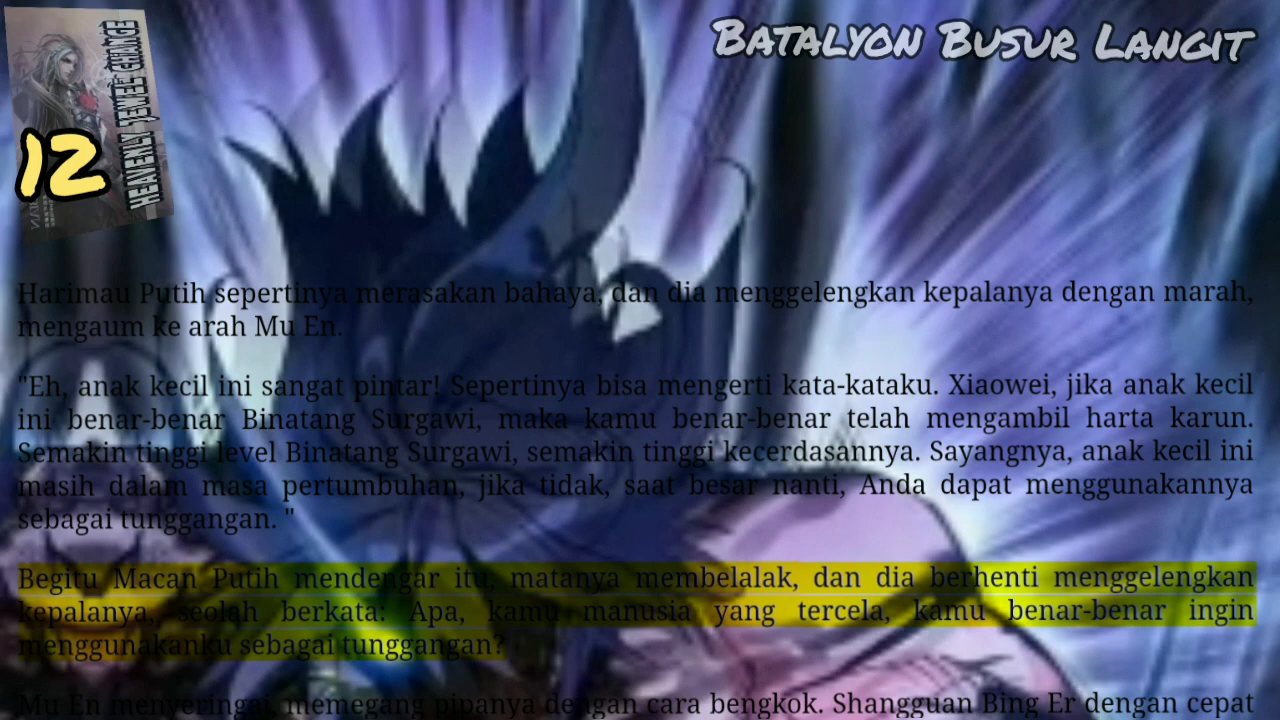 Batalyon Busur Langit
HEAVENLY JEWEL CHANGE
12
Harimau Putih sepertinya merasakan bahaya, dan dia menggelengkan kepalanya dengan marah,
mengaum ke arah Mu En.
"Eh, anak kecil ini sangat pintar! Sepertinya bisa mengerti kata-kataku. Xiaowei, jika anak kecil
ini benar-benar Binatang Surgawi, maka kamu benar-benar telah mengambil harta karun.
Semakin tinggi level Binatang Surgawi, semakin tinggi kecerdasannya. Sayangnya, anak kecil ini
masih dalam masa pertumbuhan, jika tidak, saat besar nanti, Anda dapat menggunakannya
sebagai tunggangan. "
Begitu Macan Putih mendengar itu, matanya membelalak, dan dia berhenti menggelengkan
kepalanya, seolah berkata: Apa, kamu manusia yang tercela, kamu benar-benar ingin
menggunakanku sebagai tunggangan?
Mu En menyeringai, memegang pipanya dengan cara bengkok. Shangguan Bing Er dengan cepat